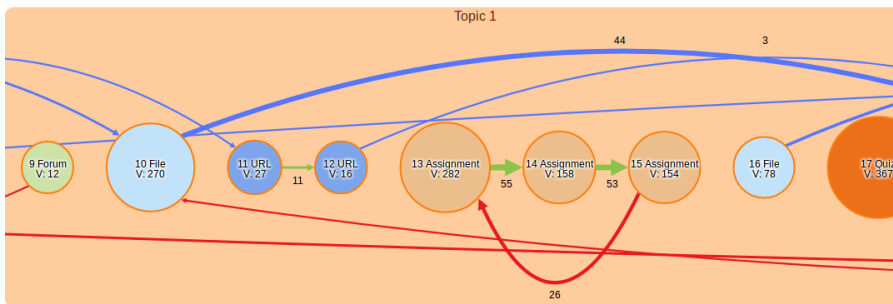 Topic 1
44
3
9 Forum
V: 12
10 File
V: 270
11 URL
V: 27
11
12 URL
V: 16
13 Assignment
V: 282
55
14 Assignment
V: 158
53
15 Assignment
V: 154
16 File
V: 78
17 Quiz
V: 367
26